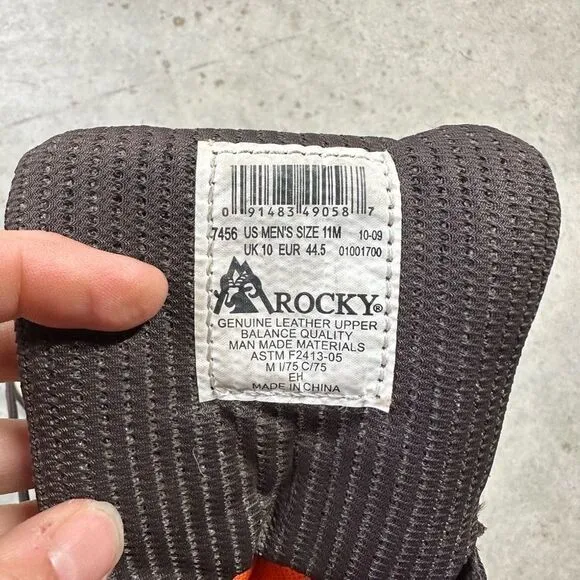 0 91483 49058 7
7456 US MEN'S SIZE 11M 10-09
UK 10 EUR 44.5 01001700
ROCKY®
GENUINE LEATHER UPPER
BALANCE QUALITY
MAN MADE MATERIALS
ASTM F2413-05
M I/75 C/75
EH
MADE IN CHINA